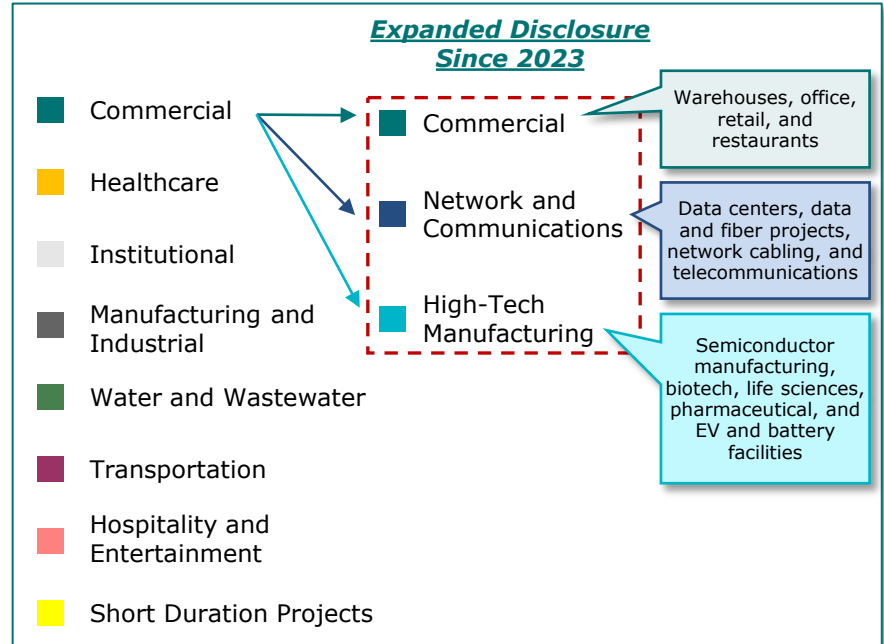 Expanded Disclosure
Since 2023
Commercial
Healthcare
Institutional
Manufacturing and
Industrial
Water and Wastewater
Transportation
Hospitality and
Entertainment
Short Duration Projects
Commercial
Network and
Communications
High-Tech
Manufacturing
Warehouses, office,
retail, and
restaurants
Data centers, data
and fiber projects,
network cabling, and
telecommunications
Semiconductor
manufacturing,
biotech, life sciences,
pharmaceutical, and
EV and battery
facilities